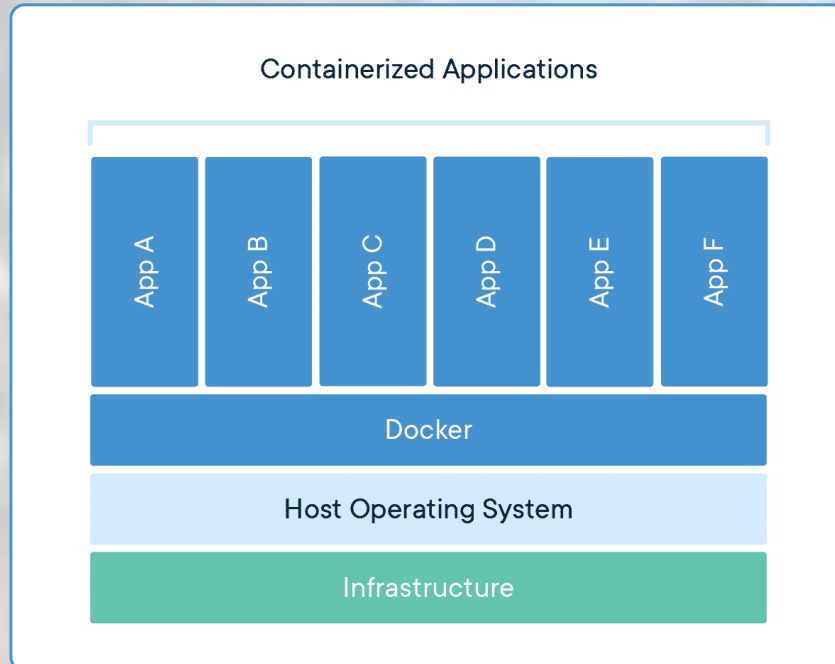 Containerized Applications
App A
App B
App C
App D
App E
App F
Docker
Host Operating System
Infrastructure